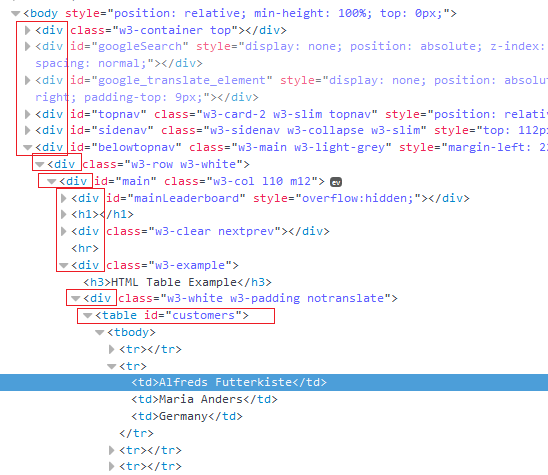 <body style="position: relative; min-height: 100%; top: 0px;">
<div class="w3-container top"></div>
<div id="googleSearch" style="display: none; position: absolute; z-index:
spacing: normal;"></div>
<div id="google_translate_element" style="display: none; position: absolu
right; padding-top: 9px;"></div>
<div id="topnav" class="w3-card-2 w3-slim topnav" style="position: relativ
<div id="sidenav" class="w3-sidenav w3-collapse w3-slim" style="top: 112px
<div id="belowtopnav" class="w3-main w3-light-grey" style="margin-left: 22
<div class="w3-row w3-white">
<div id="main" class="w3-col l10 m12"> ev
<div id="mainLeaderboard" style="overflow:hidden;"></div>
<h1></h1>
<div class="w3-clear nextprev"></div>
<hr>
<div class="w3-example">
<h3>HTML Table Example</h3>
<div class="w3-white w3-padding notranslate">
<table id="customers">
<tbody>
<tr></tr>
<tr>
<td>Alfreds Futterkiste</td>
<td>Maria Anders</td>
<td>Germany</td>
</tr>
<tr></tr>
<tr></tr>